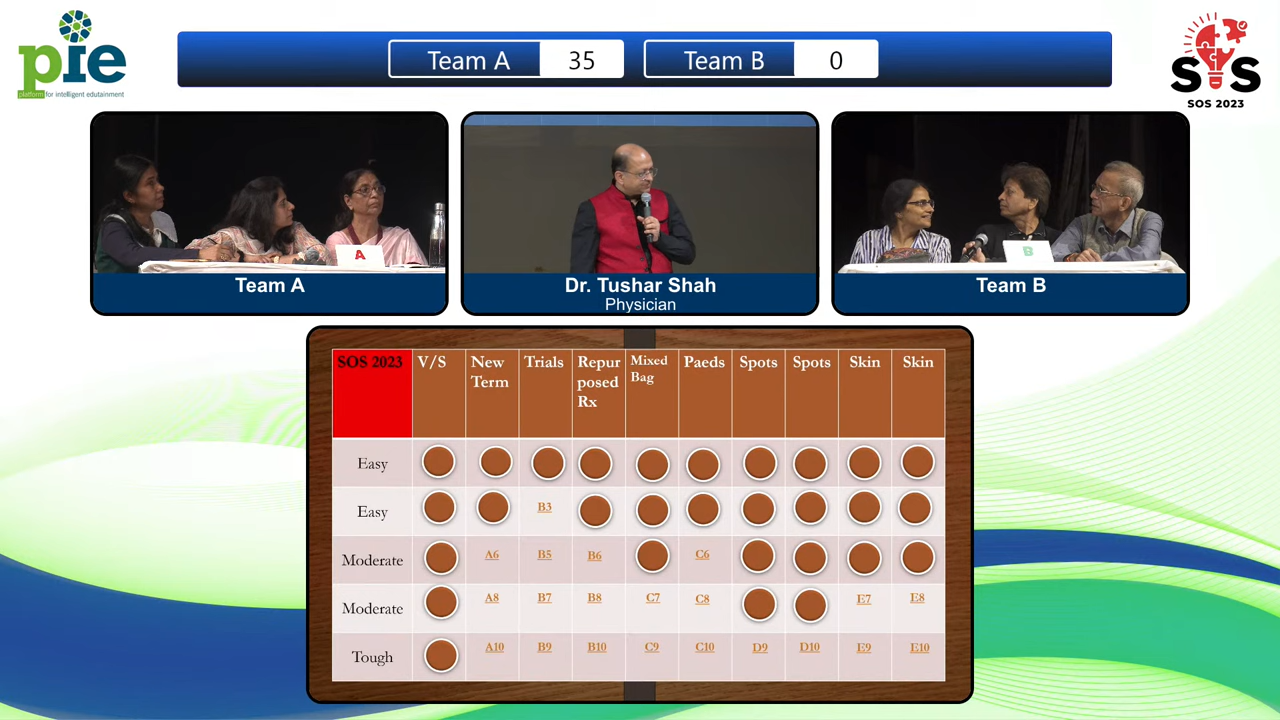 pie
platform for intelligent edutainment
Team A 35 Team B 0
SOS
SOS 2023
A
B
Team A
Dr. Tushar Shah
Physician
Team B
SOS 2023 V/S New Term Trials Repur posed Rx Mixed Bag Paeds Spots Spots Skin Skin
Easy
Easy B3
Moderate A6 B5 B6 C6
Moderate A8 B7 B8 C7 C8 E7 E8
Tough A10 B9 B10 C9 C10 D9 D10 E9 E10